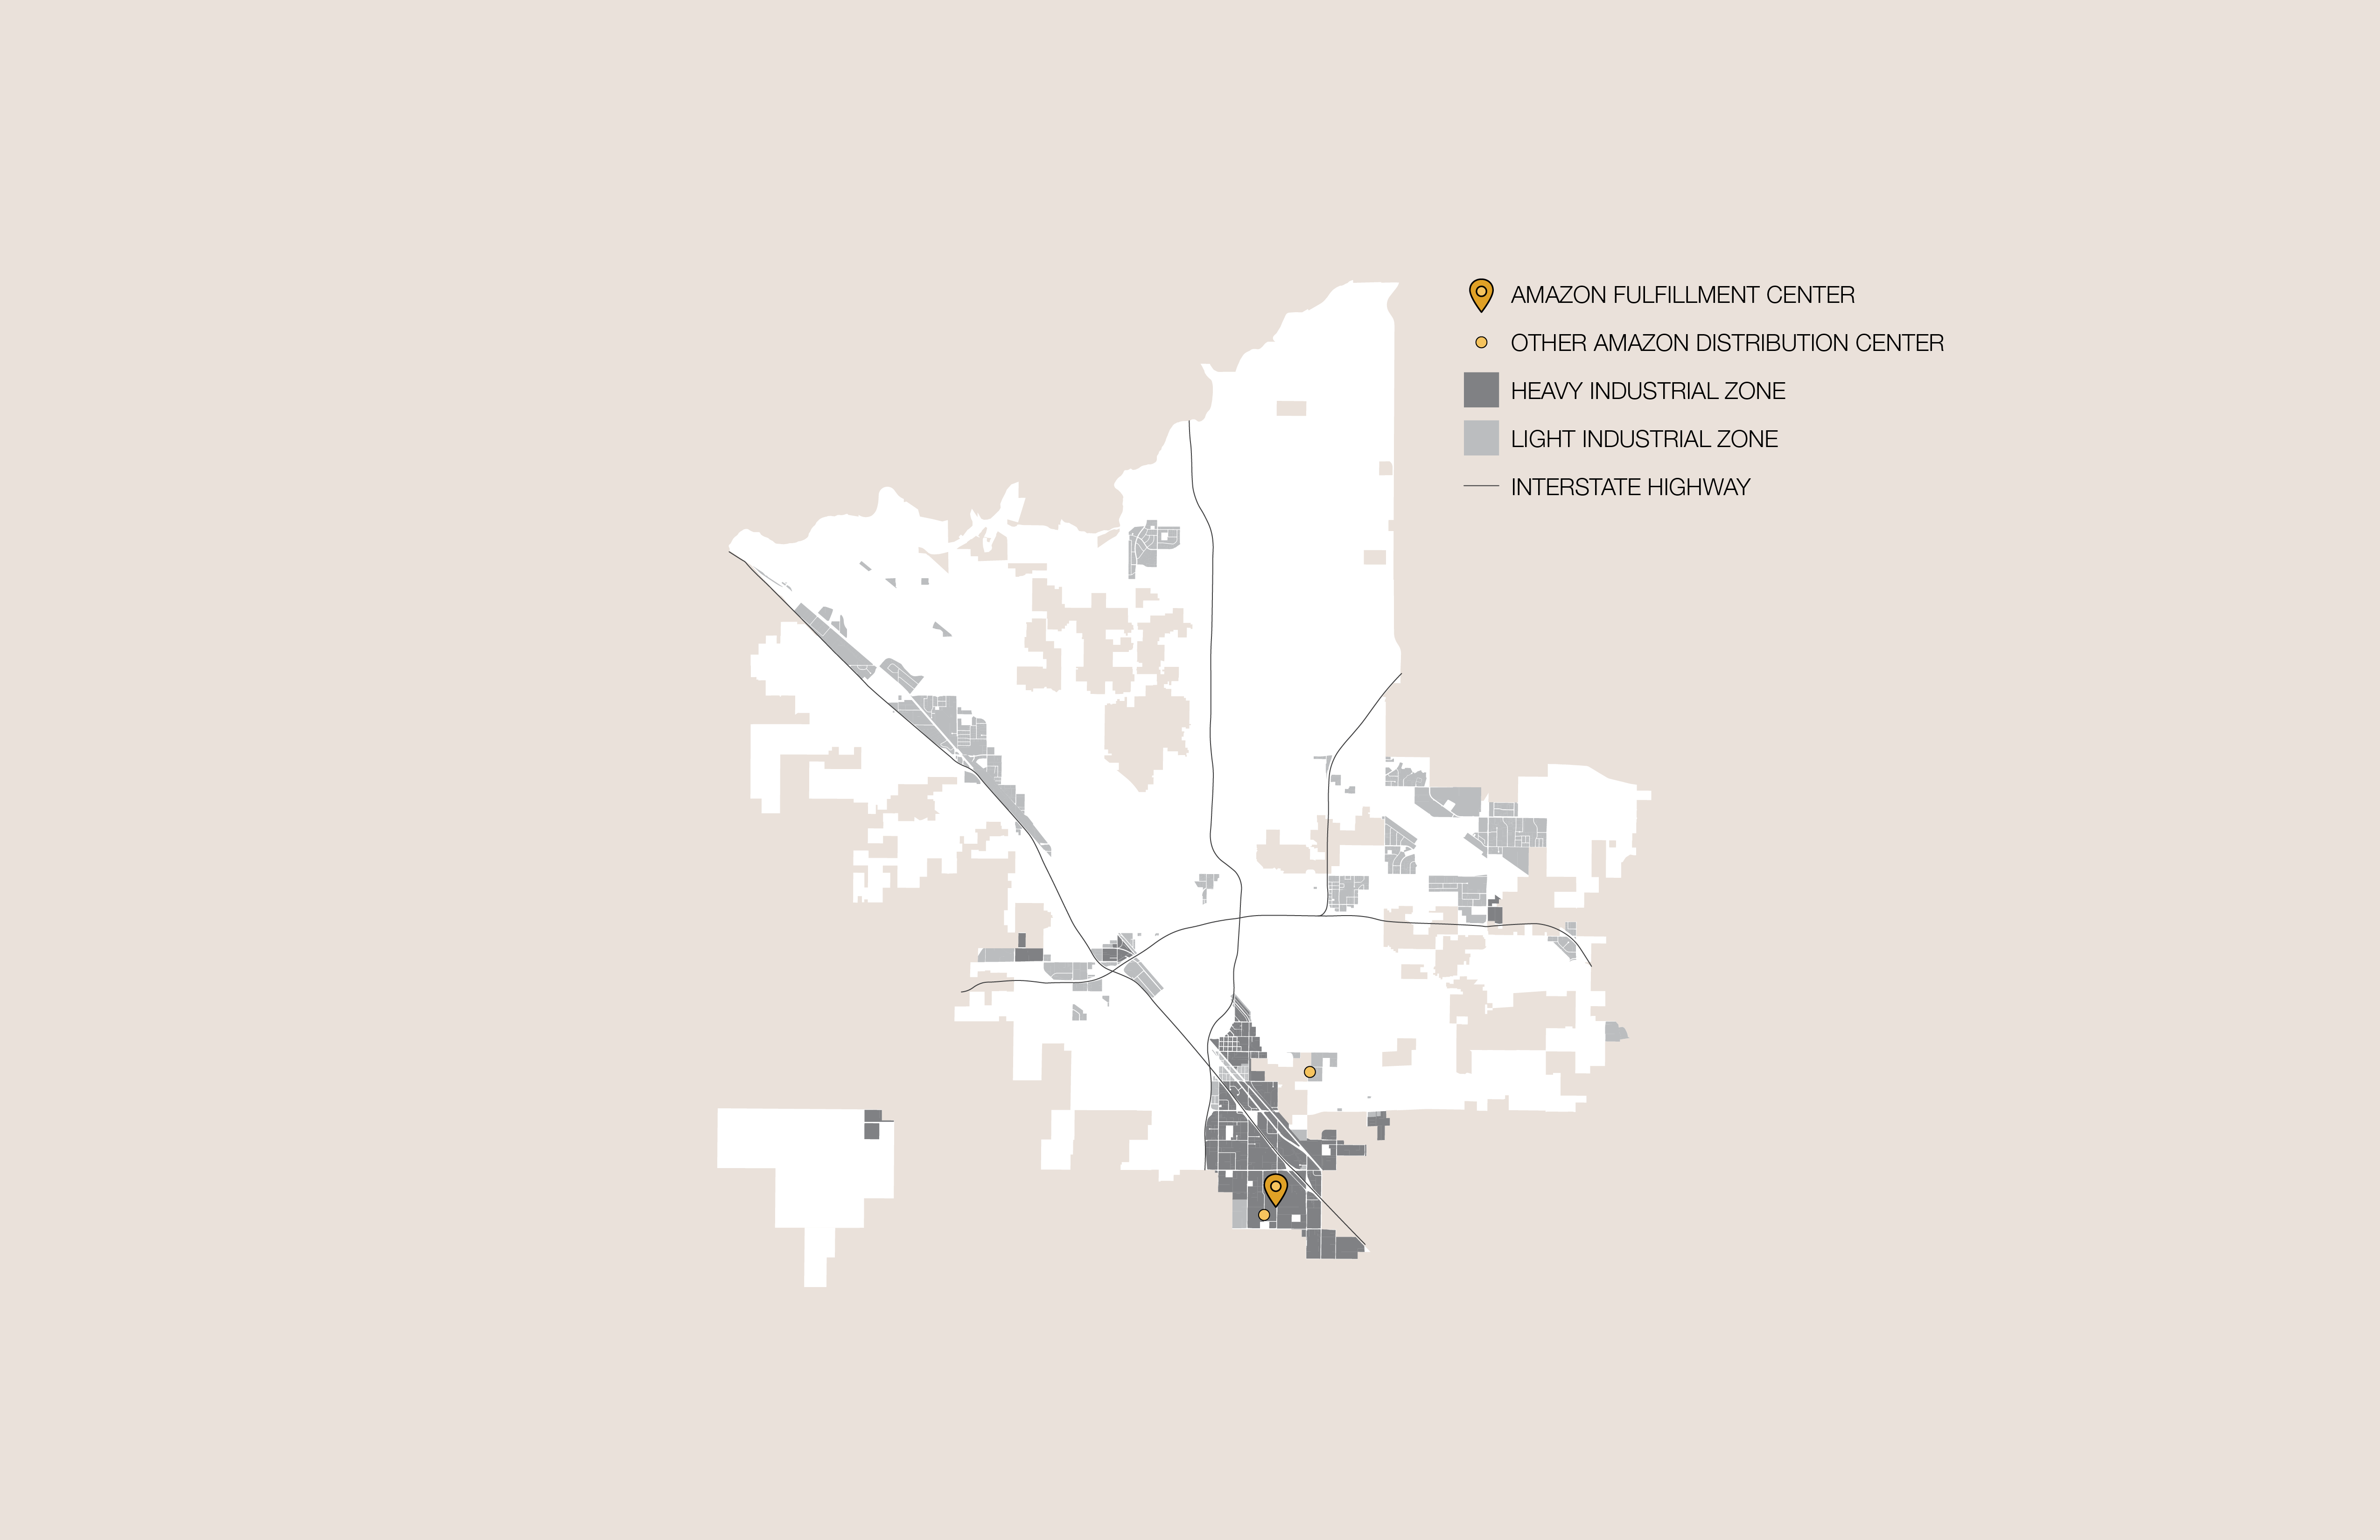 AMAZON FULFILLMENT CENTER
OTHER AMAZON DISTRIBUTION CENTER
HEAVY INDUSTRIAL ZONE
LIGHT INDUSTRIAL ZONE
INTERSTATE HIGHWAY